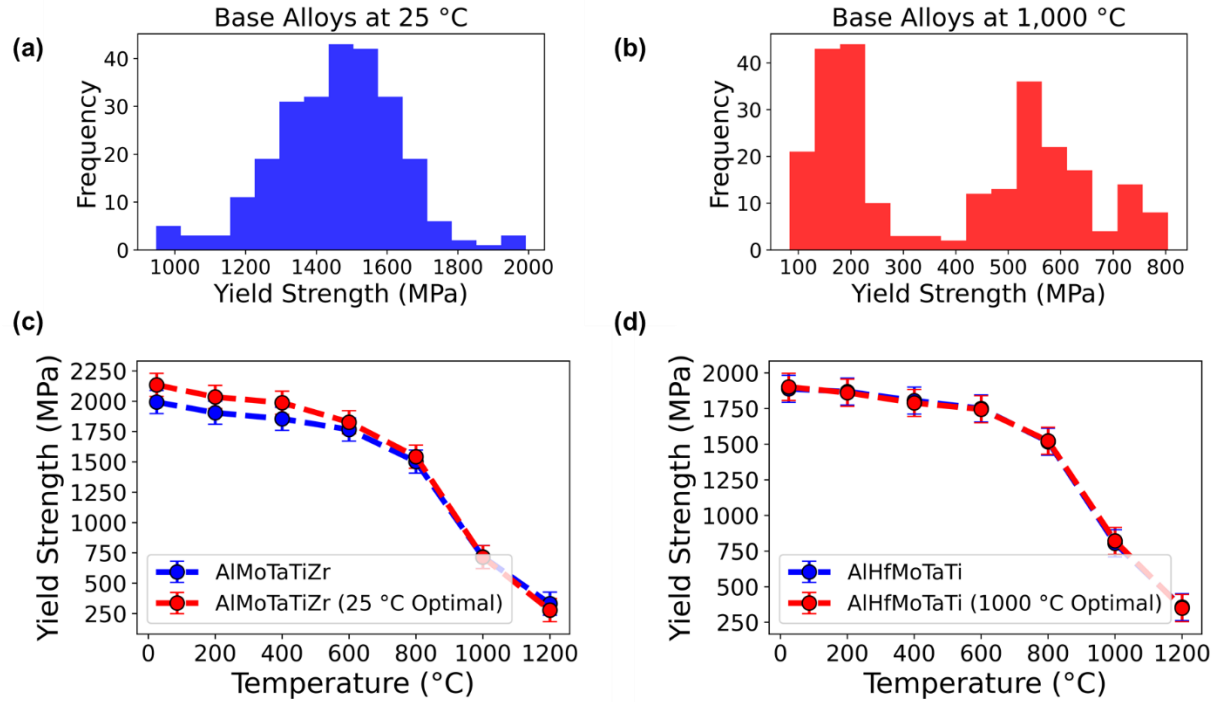 (a)
Base Alloys at 25 °C
Frequency
40
30
20
10
0
1000 1200 1400 1600 1800 2000
Yield Strength (MPa)
(b)
Base Alloys at 1,000 °C
Frequency
40
30
20
10
0
100 200 300 400 500 600 700 800
Yield Strength (MPa)
(c)
Yield Strength (MPa)
2250
2000
1750
1500
1250
1000
750
500
250
AlMoTaTiZr
AlMoTaTiZr (25 °C Optimal)
0 200 400 600 800 1000 1200
Temperature (°C)
(d)
Yield Strength (MPa)
2000
1750
1500
1250
1000
750
500
250
AlHfMoTaTi
AlHfMoTaTi (1000 °C Optimal)
0 200 400 600 800 1000 1200
Temperature (°C)